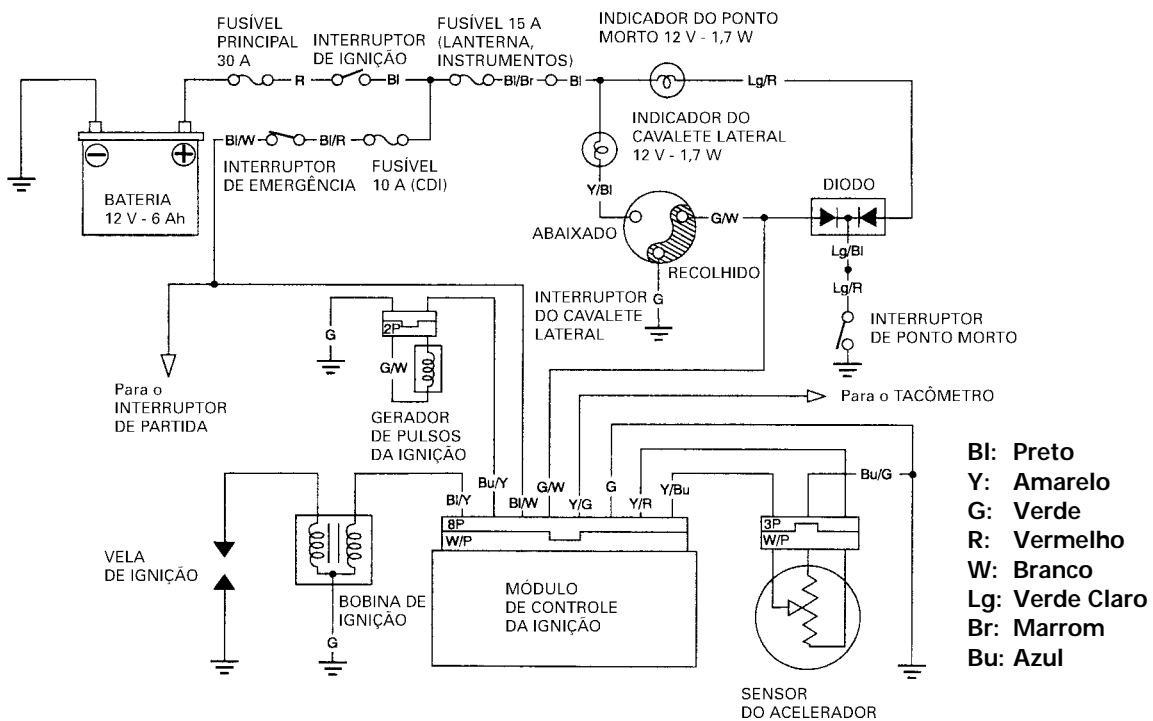 FUSÍVEL
PRINCIPAL
30 A
INTERRUPTOR
DE IGNIÇÃO
FUSÍVEL 15 A
(LANTERNA,
INSTRUMENTOS)
INDICADOR DO PONTO
MORTO 12 V - 1,7 W
R
Bl
Bl/Br
Bl
Lg/R
INDICADOR DO
CAVALETE LATERAL
12 V - 1,7 W
Bl/W
Bl/R
INTERRUPTOR
DE EMERGÊNCIA
FUSÍVEL
10 A (CDI)
BATERIA
12 V - 6 Ah
Y/Bl
DIODO
G/W
ABAIXADO
RECOLHIDO
Lg/Bl
Lg/R
G
INTERRUPTOR
DO CAVALETE
LATERAL
INTERRUPTOR
DE PONTO MORTO
G
2P
G/W
GERADOR
DE PULSOS
DA IGNIÇÃO
Para o
INTERRUPTOR
DE PARTIDA
Para o TACÔMETRO
Bl/Y
Bu/Y
Bl/W
G/W
Y/G
G
Y/R
Y/Bu
Bu/G
8P
W/P
3P
W/P
VELA
DE IGNIÇÃO
BOBINA DE
IGNIÇÃO
G
MÓDULO
DE CONTROLE
DA IGNIÇÃO
SENSOR
DO ACELERADOR
Bl: Preto
Y: Amarelo
G: Verde
R: Vermelho
W: Branco
Lg: Verde Claro
Br: Marrom
Bu: Azul